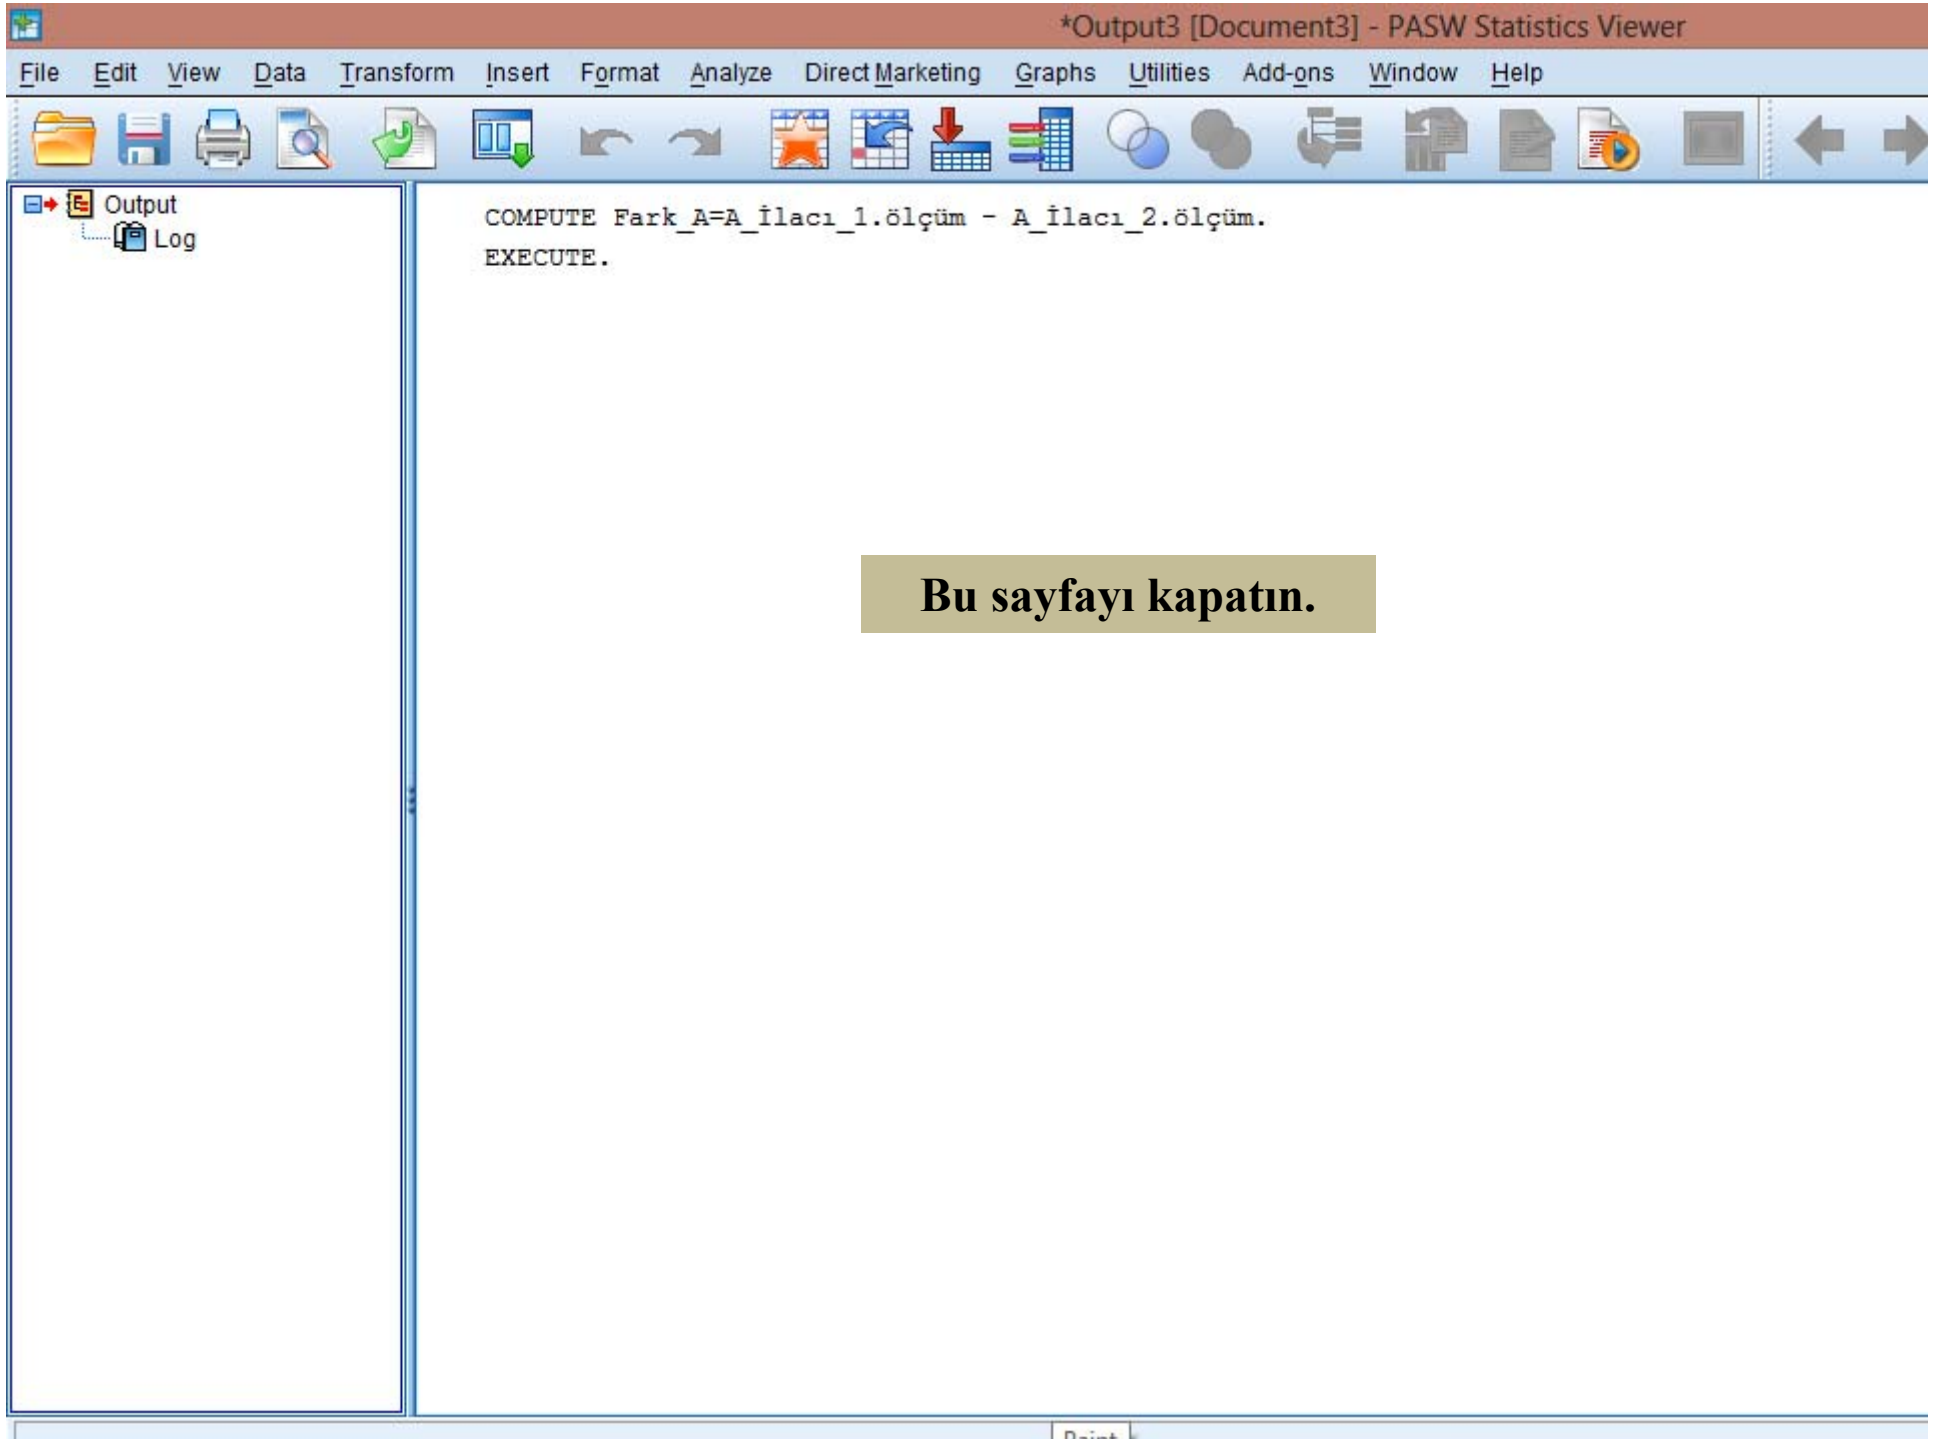 *Output3 [Document3] - PASW Statistics Viewer
File Edit View Data Transform Insert Format Analyze Direct Marketing Graphs Utilities Add-ons Window Help
Output
Log
COMPUTE Fark_A=A_İlacı_1.ölçüm - A_İlacı_2.ölçüm.
EXECUTE.
Bu sayfayı kapatın.